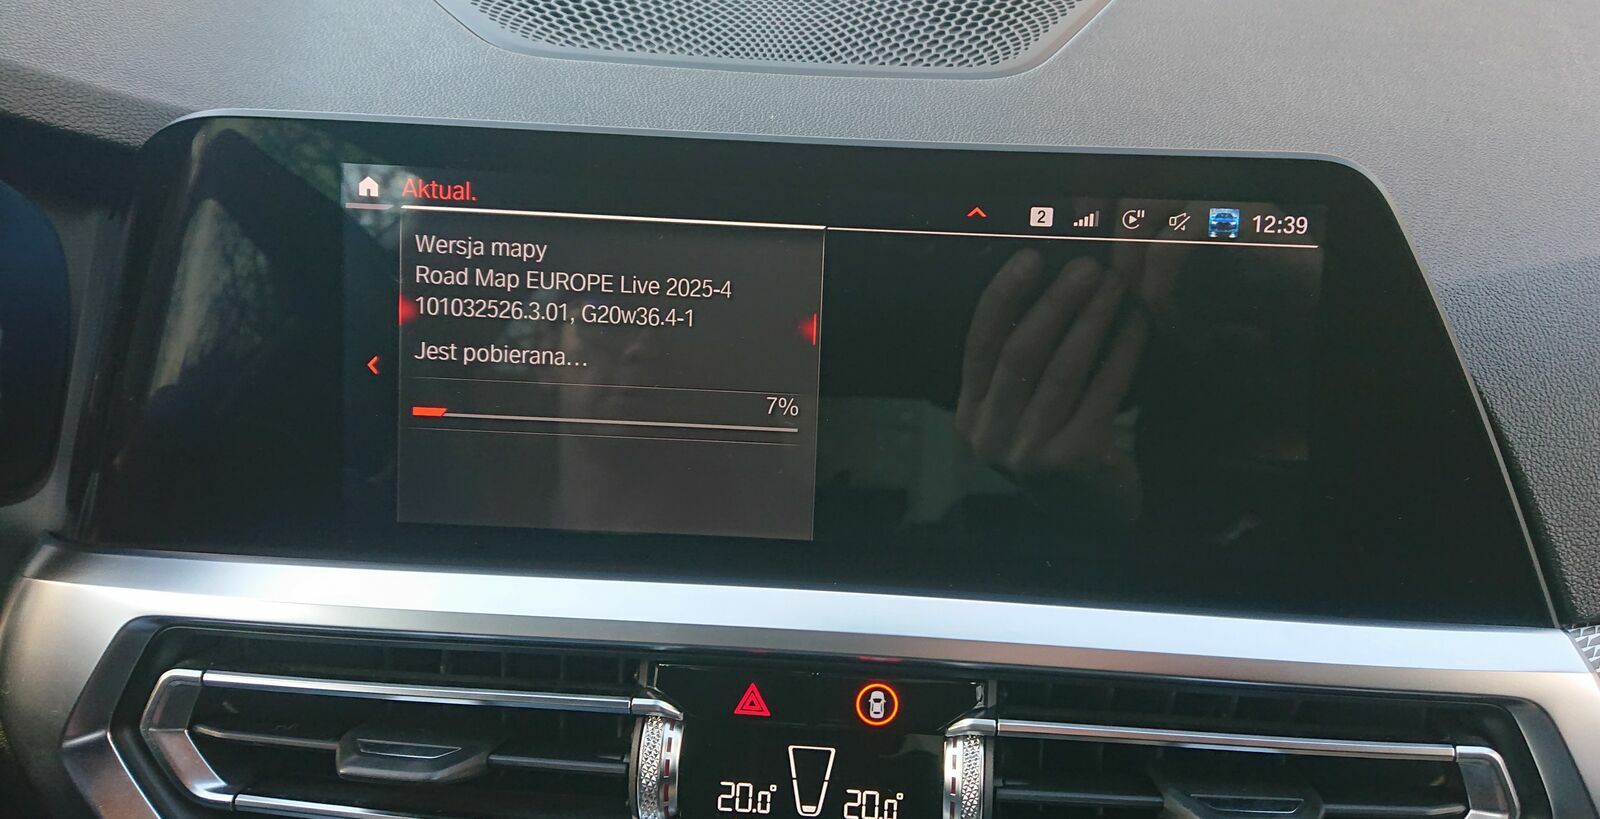 Aktual.
2
12:39
Wersja mapy
Road Map EUROPE Live 2025-4
101032526.3.01, G20w36.4-1
Jest pobierana...
7%
20.0°
20.0°